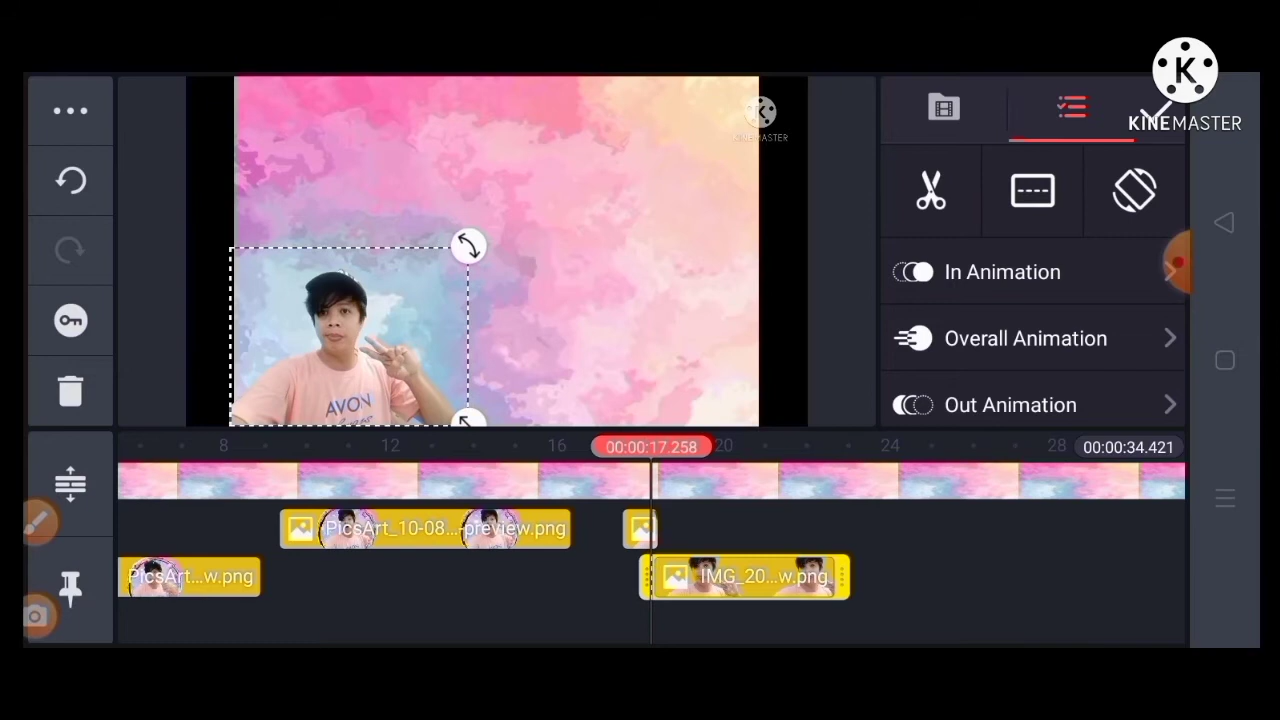 KINEMASTER
KINEMASTER
In Animation
Overall Animation
Out Animation
AVON
8
12
16
00:00:17.258
20
24
28
00:00:34.421
PicsArt_10-08...-preview.png
PicsArt...w.png
IMG_20...w.png